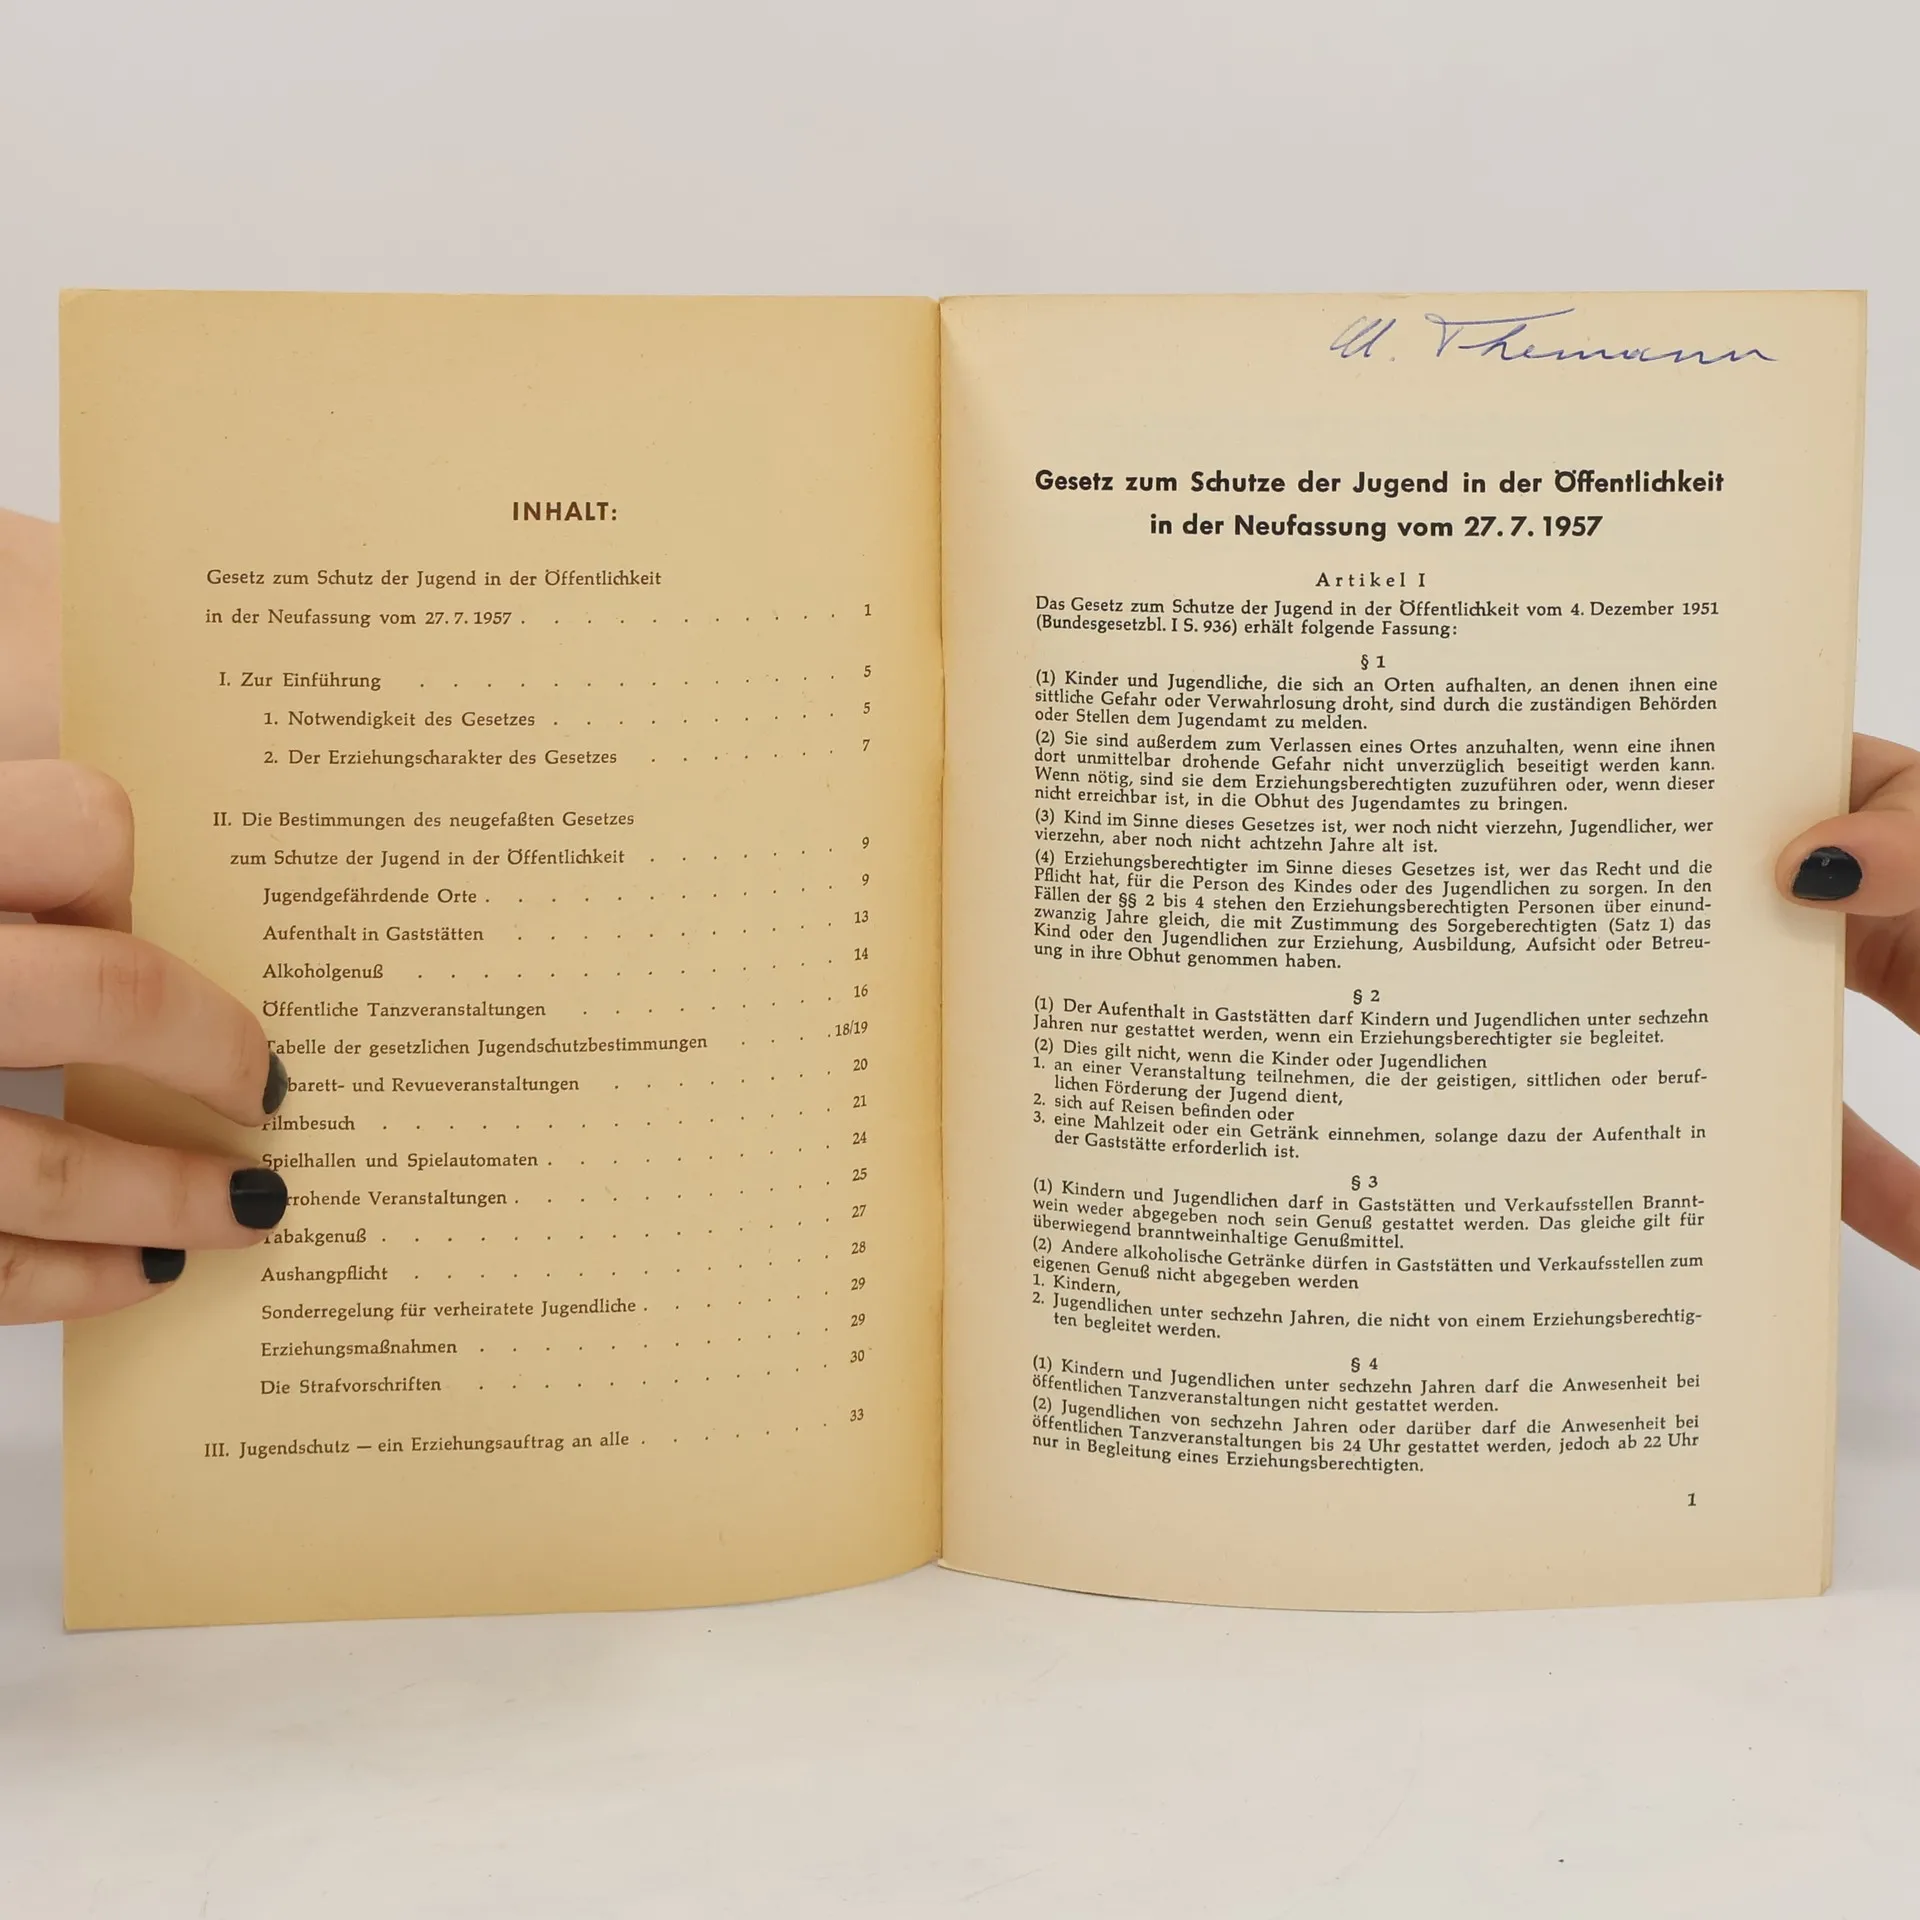 INHALT:
Gesetz zum Schutz der Jugend in der Öffentlichkeit
in der Neufassung vom 27. 7. 1957 . . . . . . . . . . 1
I. Zur Einführung . . . . . . . . . . . . . . 5
1. Notwendigkeit des Gesetzes . . . . . . . . . . 5
2. Der Erziehungscharakter des Gesetzes . . . . . . . 7
II. Die Bestimmungen des neugefaßten Gesetzes
zum Schutze der Jugend in der Öffentlichkeit . . . . . . . 9
Jugendgefährdende Orte . . . . . . . . . . . 9
Aufenthalt in Gaststätten . . . . . . . . . . . 13
Alkoholgenuß . . . . . . . . . . . . . . 14
Öffentliche Tanzveranstaltungen . . . . . . . . 16
Tabelle der gesetzlichen Jugendschutzbestimmungen . . . . 18/19
barett- und Revueveranstaltungen . . . . . . . . 20
Filmbesuch . . . . . . . . . . . . . . . 21
Spielhallen und Spielautomaten . . . . . . . . . . 24
rrohende Veranstaltungen . . . . . . . . . . . 25
Tabakgenuß . . . . . . . . . . . . . . . 27
Aushangpflicht . . . . . . . . . . . . . . 28
Sonderregelung für verheiratete Jugendliche . . . . . . . 29
Erziehungsmaßnahmen . . . . . . . . . . . . 29
Die Strafvorschriften . . . . . . . . . . . . 30
III. Jugendschutz — ein Erziehungsauftrag an alle . . . . . . . 33
Themann
Gesetz zum Schutze der Jugend in der Öffentlichkeit
in der Neufassung vom 27. 7. 1957
Artikel I
Das Gesetz zum Schutze der Jugend in der Öffentlichkeit vom 4. Dezember 1951
(Bundesgesetzbl. I S. 936) erhält folgende Fassung:
§ 1
(1) Kinder und Jugendliche, die sich an Orten aufhalten, an denen ihnen eine
sittliche Gefahr oder Verwahrlosung droht, sind durch die zuständigen Behörden
oder Stellen dem Jugendamt zu melden.
(2) Sie sind außerdem zum Verlassen eines Ortes anzuhalten, wenn eine ihnen
dort unmittelbar drohende Gefahr nicht unverzüglich beseitigt werden kann.
Wenn nötig, sind sie dem Erziehungsberechtigten zuzuführen oder, wenn dieser
nicht erreichbar ist, in die Obhut des Jugendamtes zu bringen.
(3) Kind im Sinne dieses Gesetzes ist, wer noch nicht vierzehn, Jugendlicher, wer
vierzehn, aber noch nicht achtzehn Jahre alt ist.
(4) Erziehungsberechtigter im Sinne dieses Gesetzes ist, wer das Recht und die
Pflicht hat, für die Person des Kindes oder des Jugendlichen zu sorgen. In den
Fällen der §§ 2 bis 4 stehen den Erziehungsberechtigten Personen über einund-
zwanzig Jahre gleich, die mit Zustimmung des Sorgeberechtigten (Satz 1) das
Kind oder den Jugendlichen zur Erziehung, Ausbildung, Aufsicht oder Betreu-
ung in ihre Obhut genommen haben.
§ 2
(1) Der Aufenthalt in Gaststätten darf Kindern und Jugendlichen unter sechzehn
Jahren nur gestattet werden, wenn ein Erziehungsberechtigter sie begleitet.
(2) Dies gilt nicht, wenn die Kinder oder Jugendlichen
1. an einer Veranstaltung teilnehmen, die der geistigen, sittlichen oder beruf-
lichen Förderung der Jugend dient,
2. sich auf Reisen befinden oder
3. eine Mahlzeit oder ein Getränk einnehmen, solange dazu der Aufenthalt in
der Gaststätte erforderlich ist.
§ 3
(1) Kindern und Jugendlichen darf in Gaststätten und Verkaufsstellen Brannt-
wein weder abgegeben noch sein Genuß gestattet werden. Das gleiche gilt für
überwiegend branntweinhaltige Genußmittel.
(2) Andere alkoholische Getränke dürfen in Gaststätten und Verkaufsstellen zum
eigenen Genuß nicht abgegeben werden
1. Kindern,
2. Jugendlichen unter sechzehn Jahren, die nicht von einem Erziehungsberechtig-
ten begleitet werden.
§ 4
(1) Kindern und Jugendlichen unter sechzehn Jahren darf die Anwesenheit bei
öffentlichen Tanzveranstaltungen nicht gestattet werden.
(2) Jugendlichen von sechzehn Jahren oder darüber darf die Anwesenheit bei
öffentlichen Tanzveranstaltungen bis 24 Uhr gestattet werden, jedoch ab 22 Uhr
nur in Begleitung eines Erziehungsberechtigten.
1